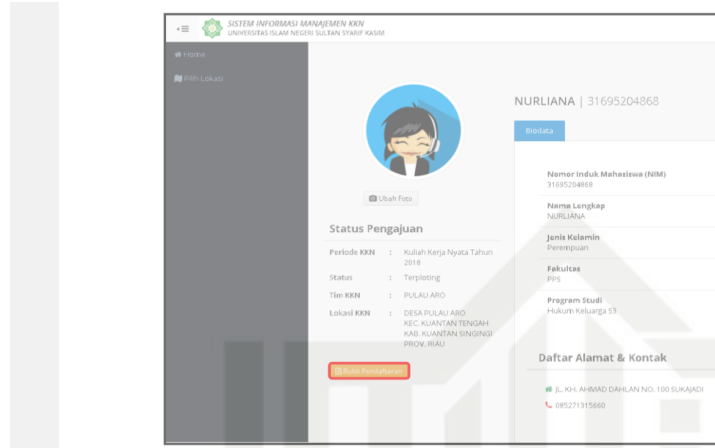 SISTEM INFORMASI MANAJEMEN KKN
UNIVERSITAS ISLAM NEGERI SULTAN SYARIF KASIM
Home
Pilih Lokasi
NURLIANA | 31695204868
Biodata
Ubah Foto
Status Pengajuan
Periode KKN : Kuliah Kerja Nyata Tahun
2018
Status : Terploting
Tim KKN : PULAU ARO
Lokasi KKN : DESA PULAU ARO
KEC. KUANTAN TENGAH
KAB. KUANTAN SINGINGI
PROV. RIAU
Bukti Pendaftaran
Nomor Induk Mahasiswa (NIM)
31695204868
Nama Lengkap
NURLIANA
Jenis Kelamin
Perempuan
Fakultas
PPS
Program Studi
Hukum Keluarga S3
Daftar Alamat & Kontak
JL. KH. AHMAD DAHLAN NO. 100 SUKAJADI
085271315660